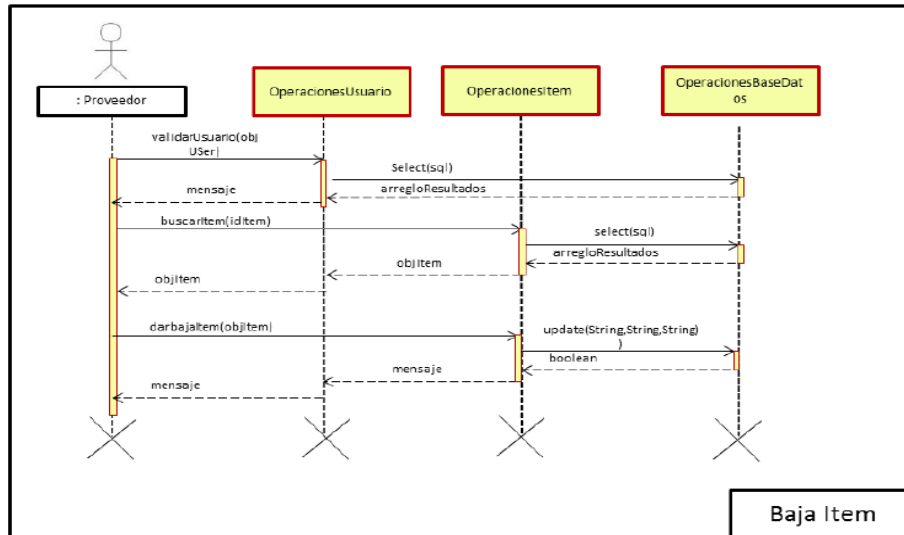 : Proveedor
OperacionesUsuario
OperacionesItem
OperacionesBaseDat
os
validarUsuario(obj
USer|
Select(sql)
arregloResultados
mensaje
buscarItem(idItem)
select(sql)
arregloResultados
objItem
objItem
darbajaItem(objItem)
update(String,String,String)
)
boolean
mensaje
mensaje
Baja Item